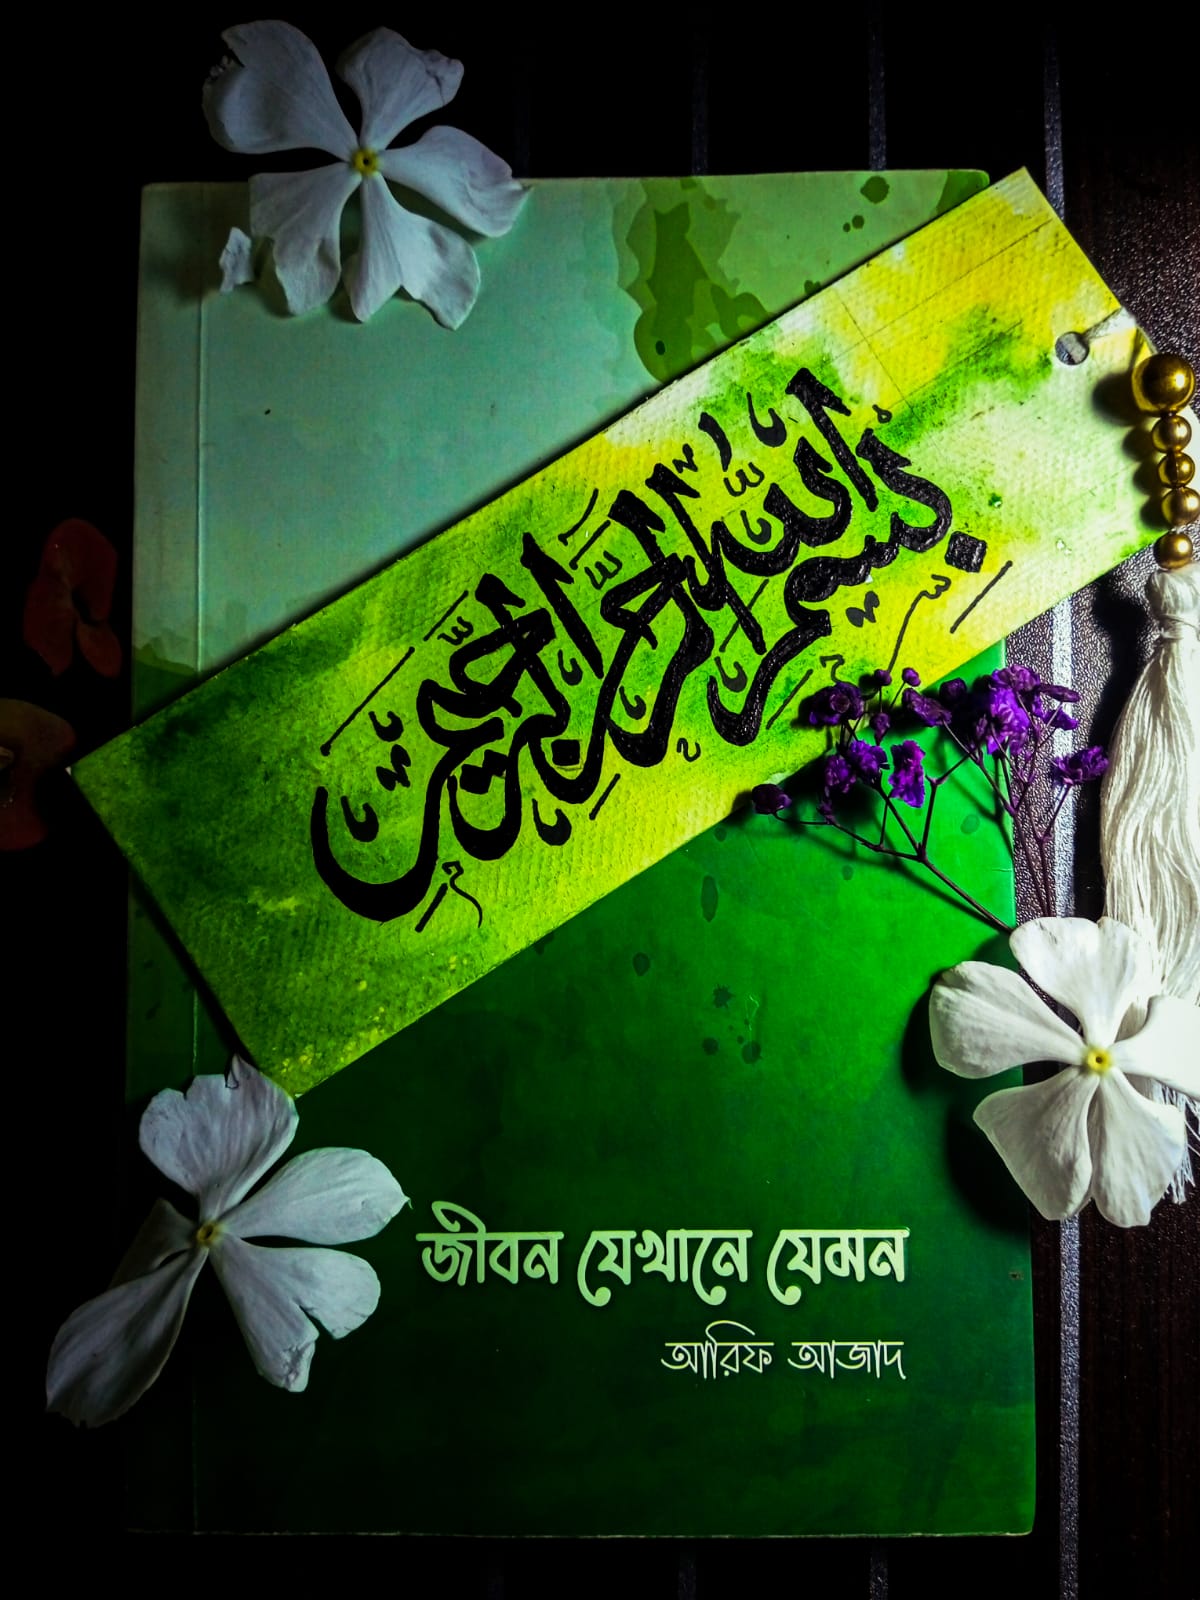 بسم الله الرحمن الرحيم
জীবন যেখানে যেমন
আরিফ আজাদ